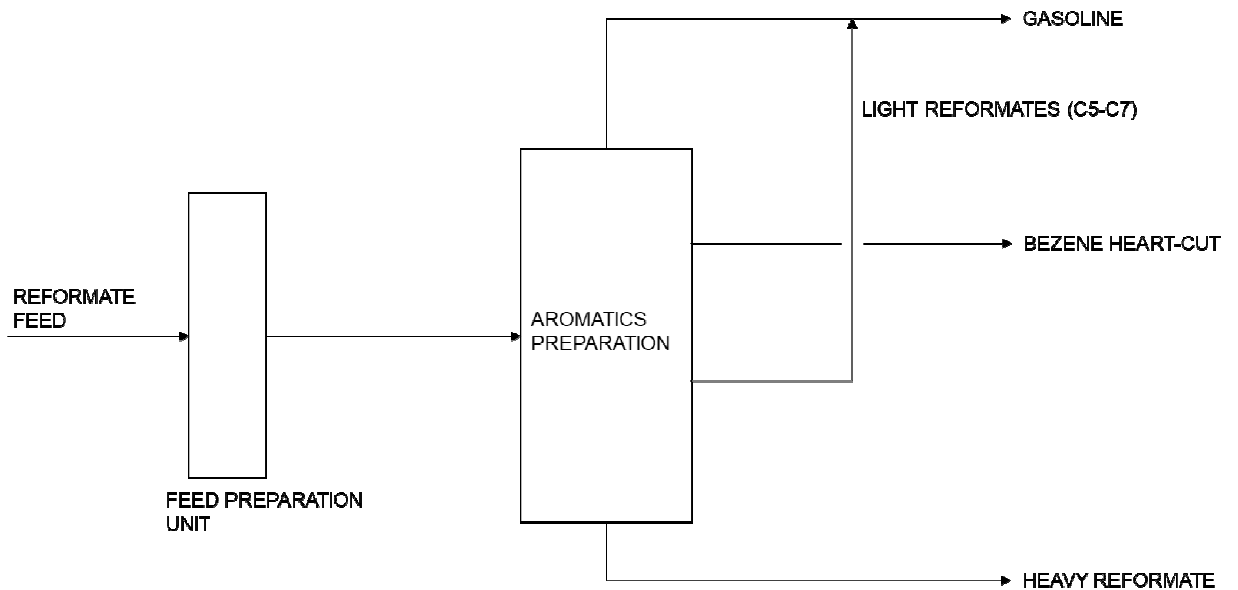 GASOLINE
LIGHT REFORMATES (C5-C7)
BEZENE HEART-CUT
REFORMATE
FEED
AROMATICS
PREPARATION
FEED PREPARATION
UNIT
HEAVY REFORMATE